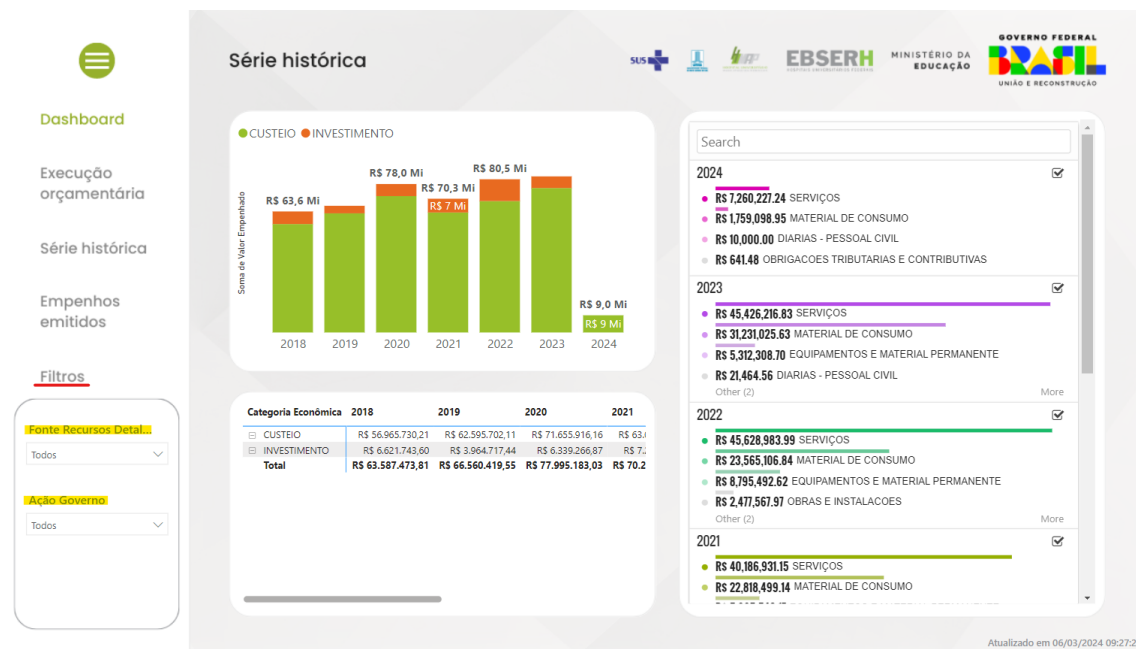 Dashboard
Execução
orçamentária
Série histórica
Empenhos
emitidos
Filtros
Fonte Recursos Detal...
Todos
Ação Governo
Todos
Série histórica
SUS
EBSERH
HOSPITAIS UNIVERSITÁRIOS FEDERAIS
MINISTÉRIO DA
EDUCAÇÃO
GOVERNO FEDERAL
BRASIL
UNIÃO E RECONSTRUÇÃO
CUSTEIO INVESTIMENTO
Soma de Valor Empenhado
R$ 63,6 Mi
R$ 78,0 Mi
R$ 70,3 Mi
R$ 7 Mi
R$ 80,5 Mi
R$ 9,0 Mi
R$ 9 Mi
2018 2019 2020 2021 2022 2023 2024
Categoria Econômica 2018 2019 2020 2021
CUSTEIO R$ 56.965.730,21 R$ 62.595.702,11 R$ 71.655.916,16 R$ 63.
INVESTIMENTO R$ 6.621.743,60 R$ 3.964.717,44 R$ 6.339.266,87 R$ 7.
Total R$ 63.587.473,81 R$ 66.560.419,55 R$ 77.995.183,03 R$ 70.2
Search
2024
R$ 7,260,227.24 SERVIÇOS
R$ 1,759,098.95 MATERIAL DE CONSUMO
R$ 10,000.00 DIARIAS - PESSOAL CIVIL
R$ 641.48 OBRIGACOES TRIBUTARIAS E CONTRIBUTIVAS
2023
R$ 45,426,216.83 SERVIÇOS
R$ 31,231,025.63 MATERIAL DE CONSUMO
R$ 5,312,308.70 EQUIPAMENTOS E MATERIAL PERMANENTE
R$ 21,464.56 DIARIAS - PESSOAL CIVIL
Other (2) More
2022
R$ 45,628,983.99 SERVIÇOS
R$ 23,565,106.84 MATERIAL DE CONSUMO
R$ 8,795,492.62 EQUIPAMENTOS E MATERIAL PERMANENTE
R$ 2,477,567.97 OBRAS E INSTALACOES
Other (2) More
2021
R$ 40,186,931.15 SERVIÇOS
R$ 22,818,499.14 MATERIAL DE CONSUMO
Atualizado em 06/03/2024 09:27:2